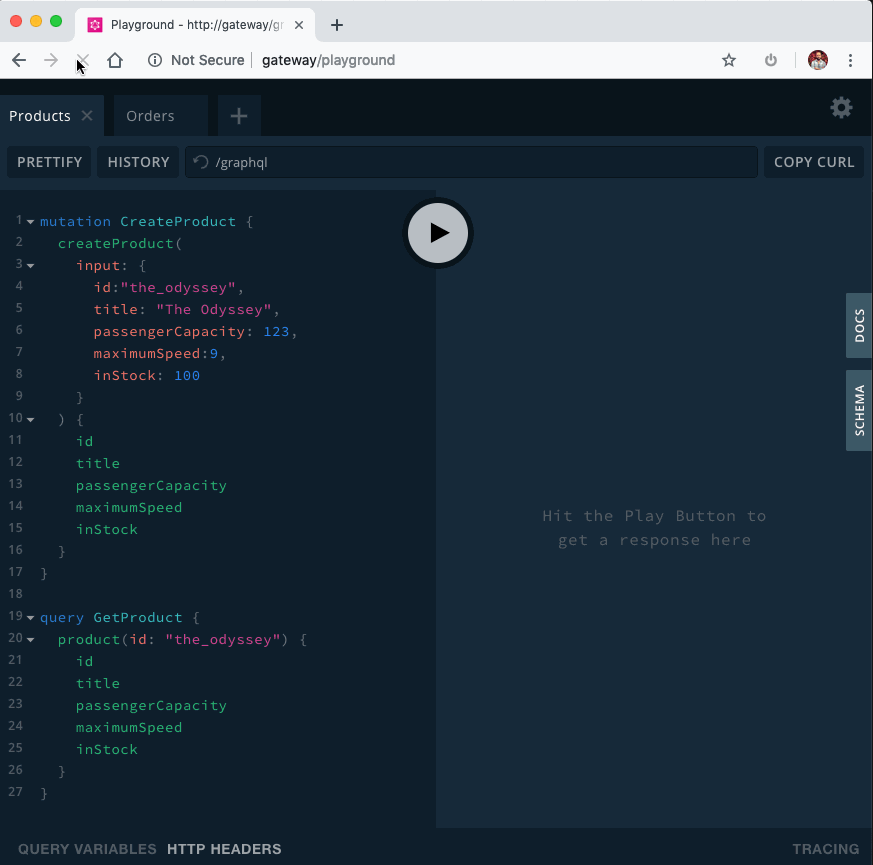 Playground - http://gateway/gr
Not Secure
gateway/playground
Products
Orders
PRETTIFY
HISTORY
/graphql
COPY CURL
1 mutation CreateProduct {
2 createProduct(
3 input: {
4 id:"the_odyssey",
5 title: "The Odyssey",
6 passengerCapacity: 123,
7 maximumSpeed:9,
8 inStock: 100
9 }
10 ) {
11 id
12 title
13 passengerCapacity
14 maximumSpeed
15 inStock
16 }
17 }
18
19 query GetProduct {
20 product(id: "the_odyssey") {
21 id
22 title
23 passengerCapacity
24 maximumSpeed
25 inStock
26 }
27 }
Hit the Play Button to
get a response here
DOCS
SCHEMA
QUERY VARIABLES
HTTP HEADERS
TRACING